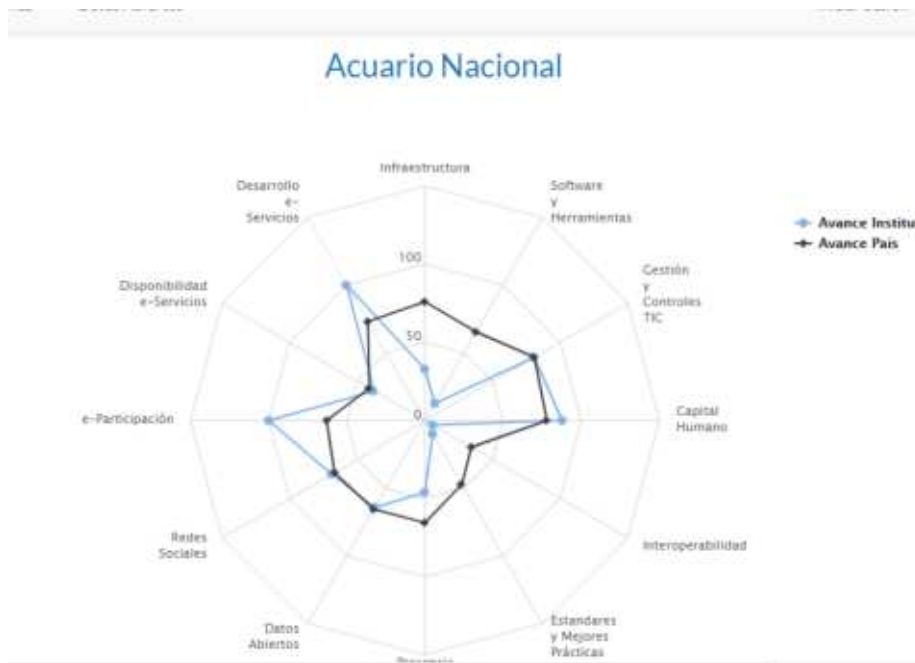 Acuario Nacional
Infraestructura
Desarrollo
e-
Servicios
Software
y
Herramientas
Avance Institu
Avance País
100
Gestión
y
Controles
TIC
Disponibilidad
e-Servicios
50
0
e-Participación
Capital
Humano
Redes
Sociales
Interoperabilidad
Datos
Abiertos
Estandares
y Mejores
Prácticas